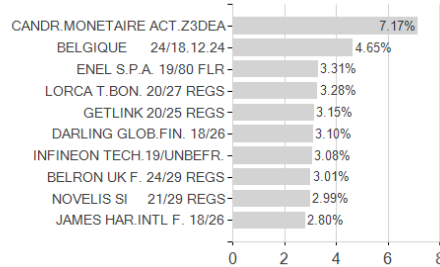 CANDR.MONETAIRE ACT.Z3DEA 7.17%
BELGIQUE 24/18.12.24 4.65%
ENEL S.P.A. 19/80 FLR 3.31%
LORCA T.BON. 20/27 REGS 3.28%
GETLINK 20/25 REGS 3.15%
DARLING GLOB.FIN. 18/26 3.10%
INFINEON TECH.19/UNBEFR. 3.08%
BELRON UK F. 24/29 REGS 3.01%
NOVELIS SI 21/29 REGS 2.99%
JAMES HAR.INTL F. 18/26 2.80%
0 2 4 6 8